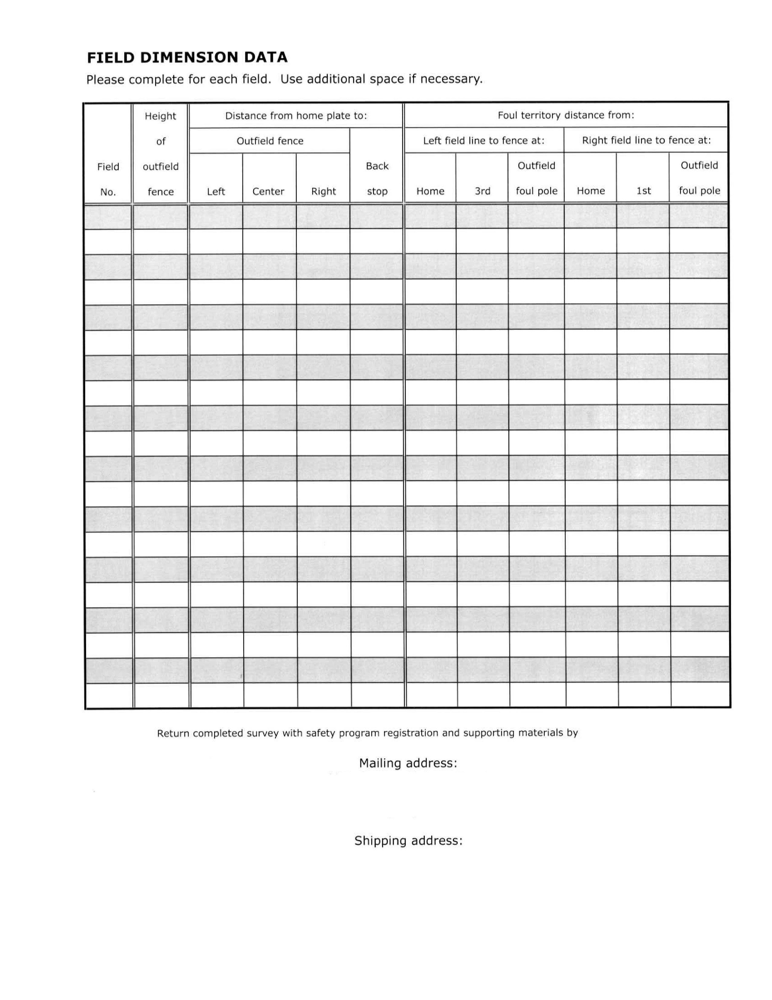 FIELD DIMENSION DATA
Please complete for each field. Use additional space if necessary.
Height Distance from home plate to: Foul territory distance from:
of Outfield fence Left field line to fence at: Right field line to fence at:
Field outfield Back Outfield Outfield
No. fence Left Center Right stop Home 3rd foul pole Home 1st foul pole
Return completed survey with safety program registration and supporting materials by
Mailing address:
Shipping address: